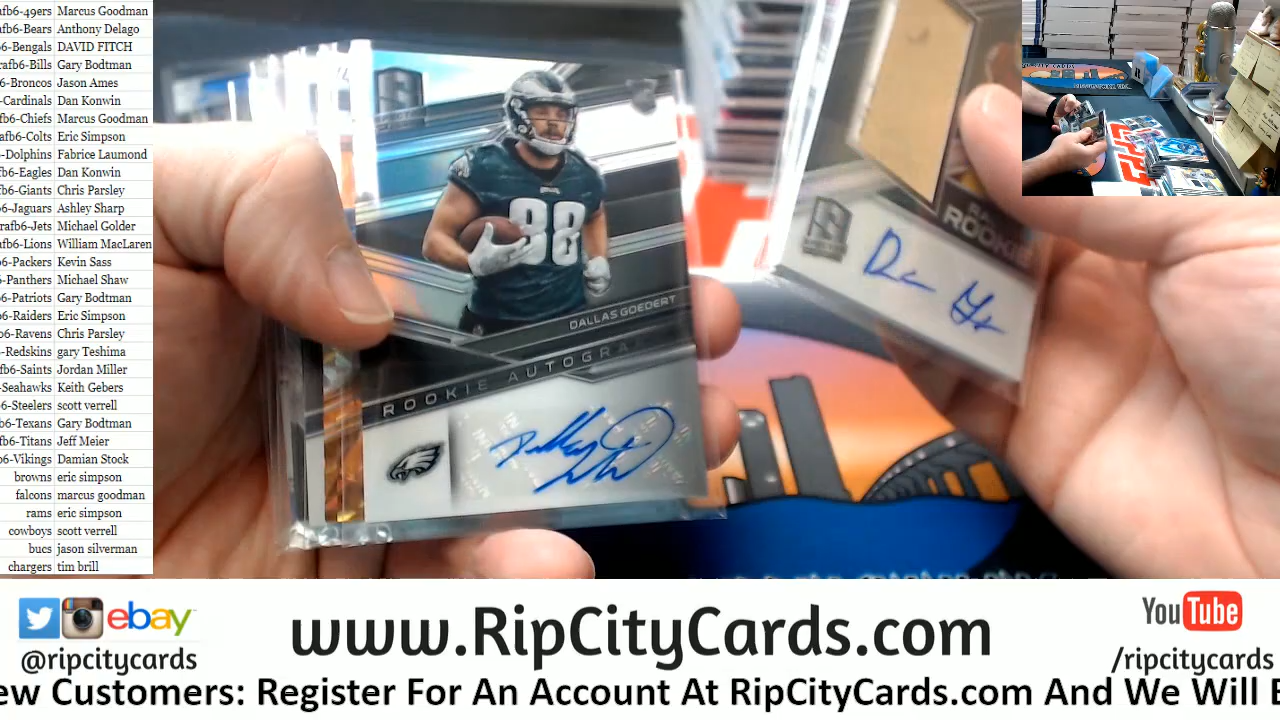 afb6-49ers Marcus Goodman
afb6-Bears Anthony Delago
6-Bengals DAVID FITCH
rafb6-Bills Gary Bodtman
6-Broncos Jason Ames
-Cardinals Dan Konwin
afb6-Chiefs Marcus Goodman
afb6-Colts Eric Simpson
-Dolphins Fabrice Laumond
6-Eagles Dan Konwin
fb6-Giants Chris Parsley
6-Jaguars Ashley Sharp
rafb6-Jets Michael Golder
afb6-Lions William MacLaren
6-Packers Kevin Sass
-Panthers Michael Shaw
6-Patriots Gary Bodtman
6-Raiders Eric Simpson
b6-Ravens Chris Parsley
-Redskins gary Teshima
fb6-Saints Jordan Miller
-Seahawks Keith Gebers
6-Steelers scott verrell
b6-Texans Gary Bodtman
fb6-Titans Jeff Meier
b6-Vikings Damian Stock
browns eric simpson
falcons marcus goodman
rams eric simpson
cowboys scott verrell
bucs jason silverman
chargers tim brill
88
DALLAS GOEDERT
ROOKIE AUTOGRA
ROOKIE
ebay
@ripcitycards
www.RipCityCards.com
YouTube
/ripcitycards
ew Customers: Register For An Account At RipCityCards.com And We Will E